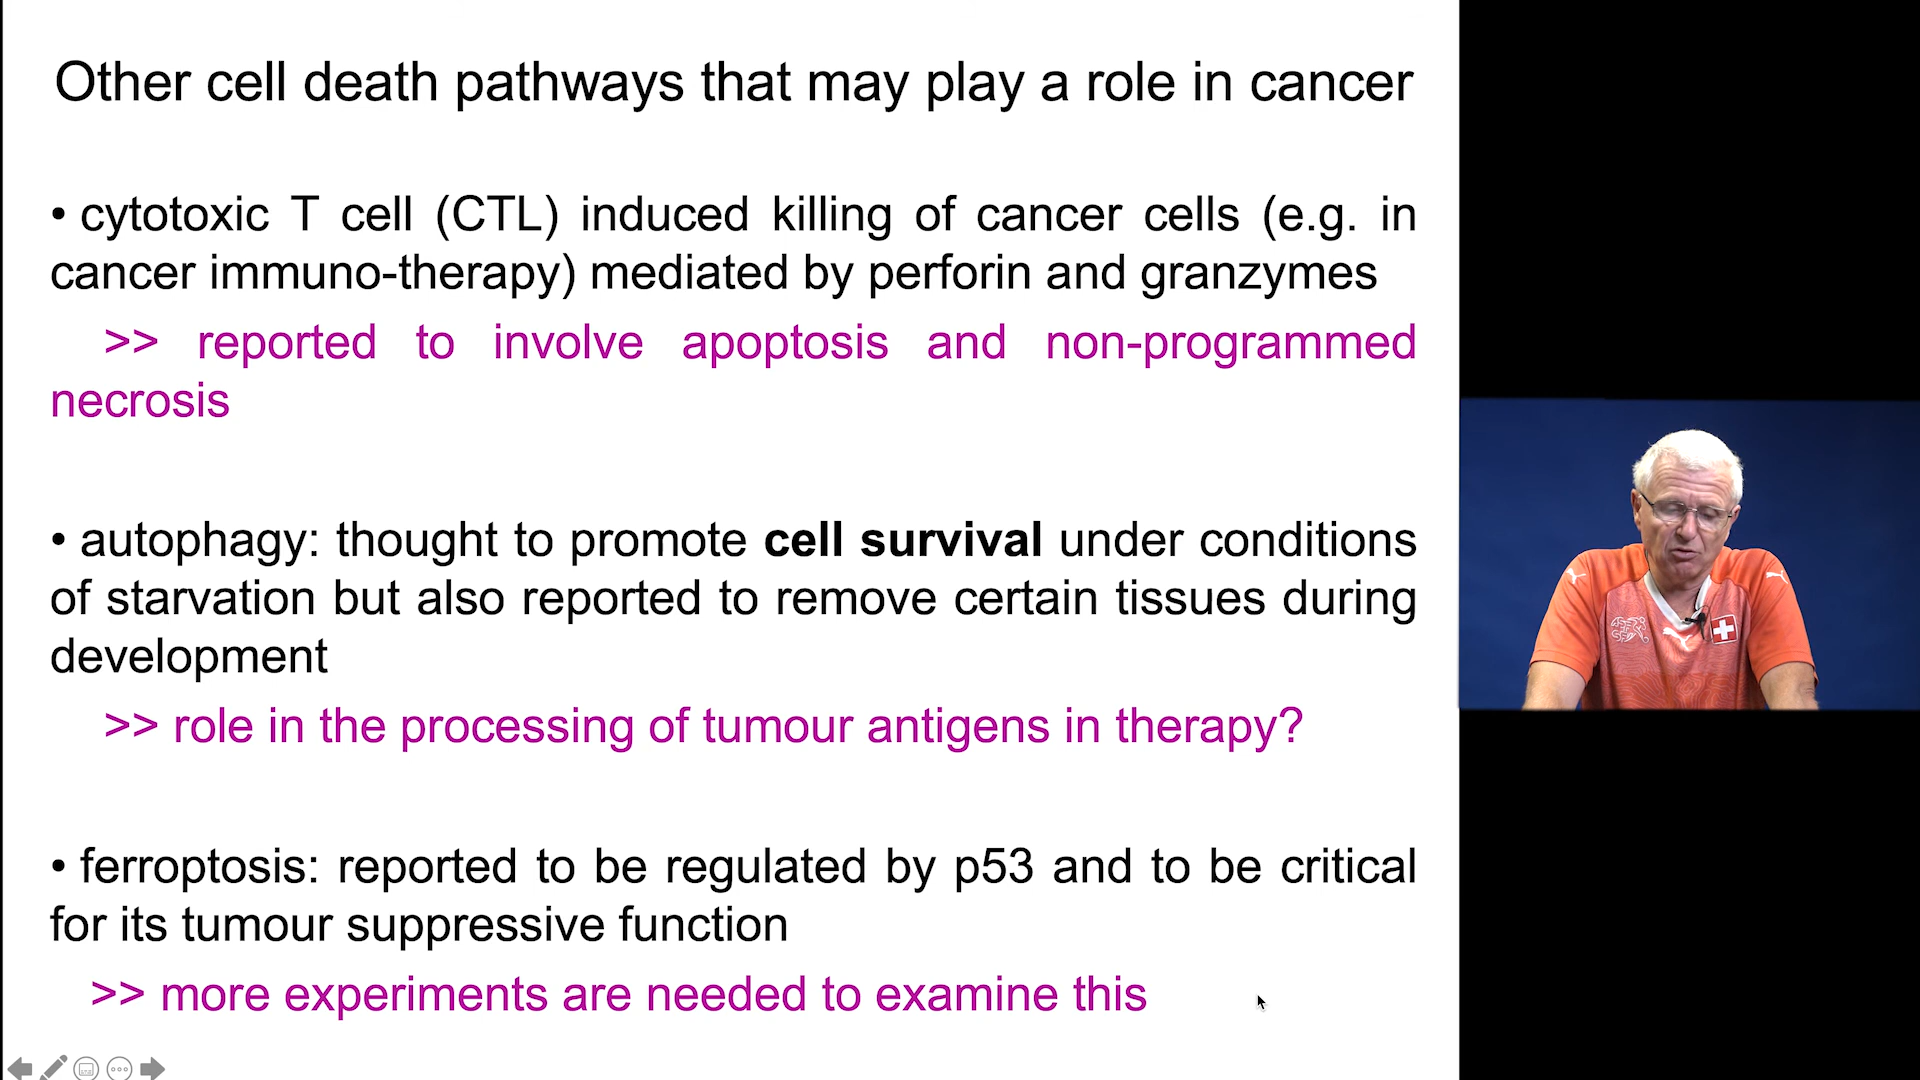 Other cell death pathways that may play a role in cancer
• cytotoxic T cell (CTL) induced killing of cancer cells (e.g. in
cancer immuno-therapy) mediated by perforin and granzymes
>> reported to involve apoptosis and non-programmed
necrosis
• autophagy: thought to promote cell survival under conditions
of starvation but also reported to remove certain tissues during
development
>> role in the processing of tumour antigens in therapy?
• ferroptosis: reported to be regulated by p53 and to be critical
for its tumour suppressive function
>> more experiments are needed to examine this